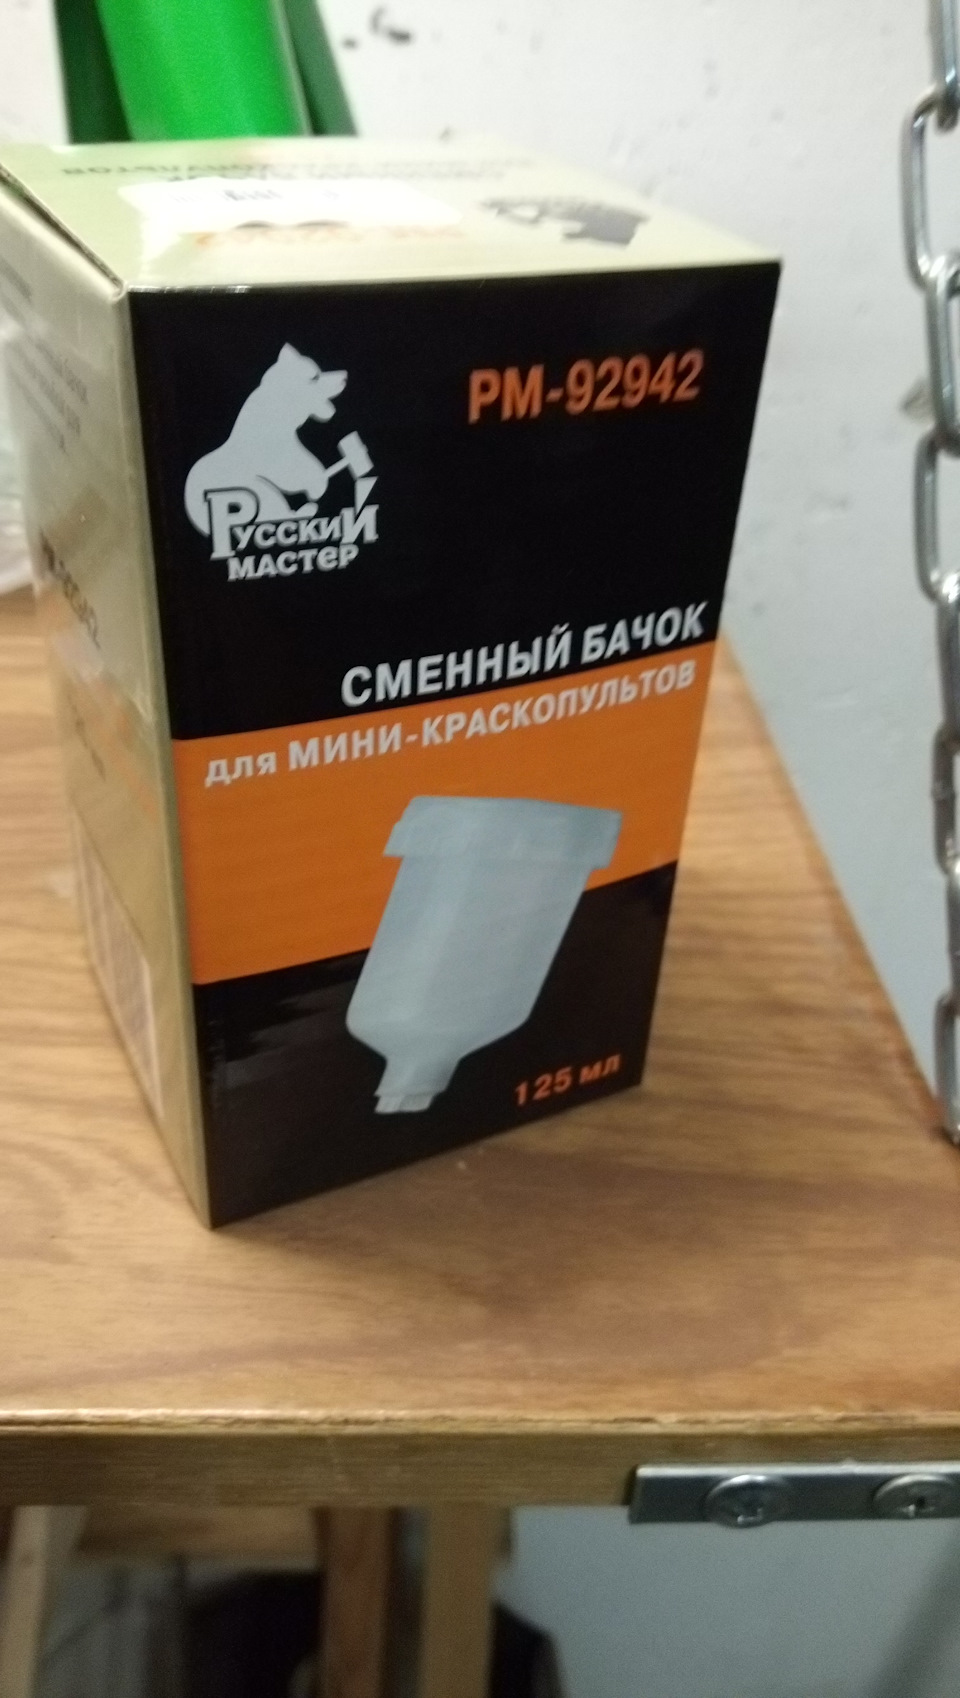 РМ-92942
РУССКИЙ
МАСТЕР
СМЕННЫЙ БАЧОК
для МИНИ-КРАСКОПУЛЬТОВ
125 мл